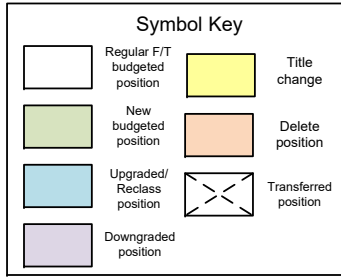 Symbol Key
Regular F/T
budgeted
position
New
budgeted
position
Upgraded/
Reclass
position
Downgraded
position
Title
change
Delete
position
Transferred
position